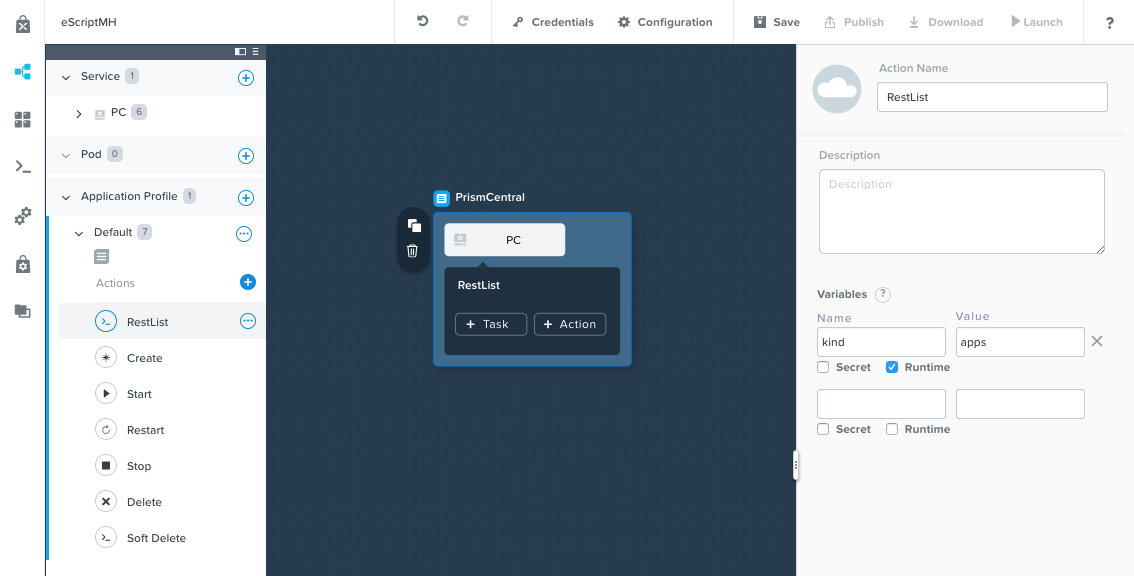 eScriptMH
Credentials
Configuration
Save
Publish
Download
Launch
?
Service 1
PC 6
Pod 0
Application Profile 1
Default 7
Actions
RestList
Create
Start
Restart
Stop
Delete
Soft Delete
PrismCentral
PC
RestList
+ Task
+ Action
Action Name
RestList
Description
Description
Variables ?
Name Value
kind apps
Secret Runtime
Secret Runtime